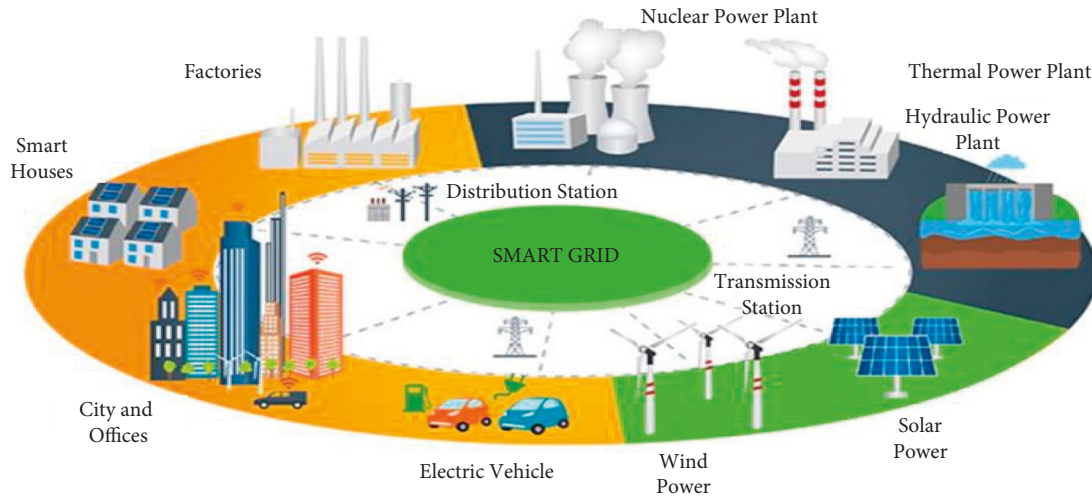 Nuclear Power Plant
Factories
Thermal Power Plant
Hydraulic Power
Plant
Smart
Houses
Distribution Station
SMART GRID
Transmission
Station
City and
Offices
Solar
Power
Electric Vehicle
Wind
Power